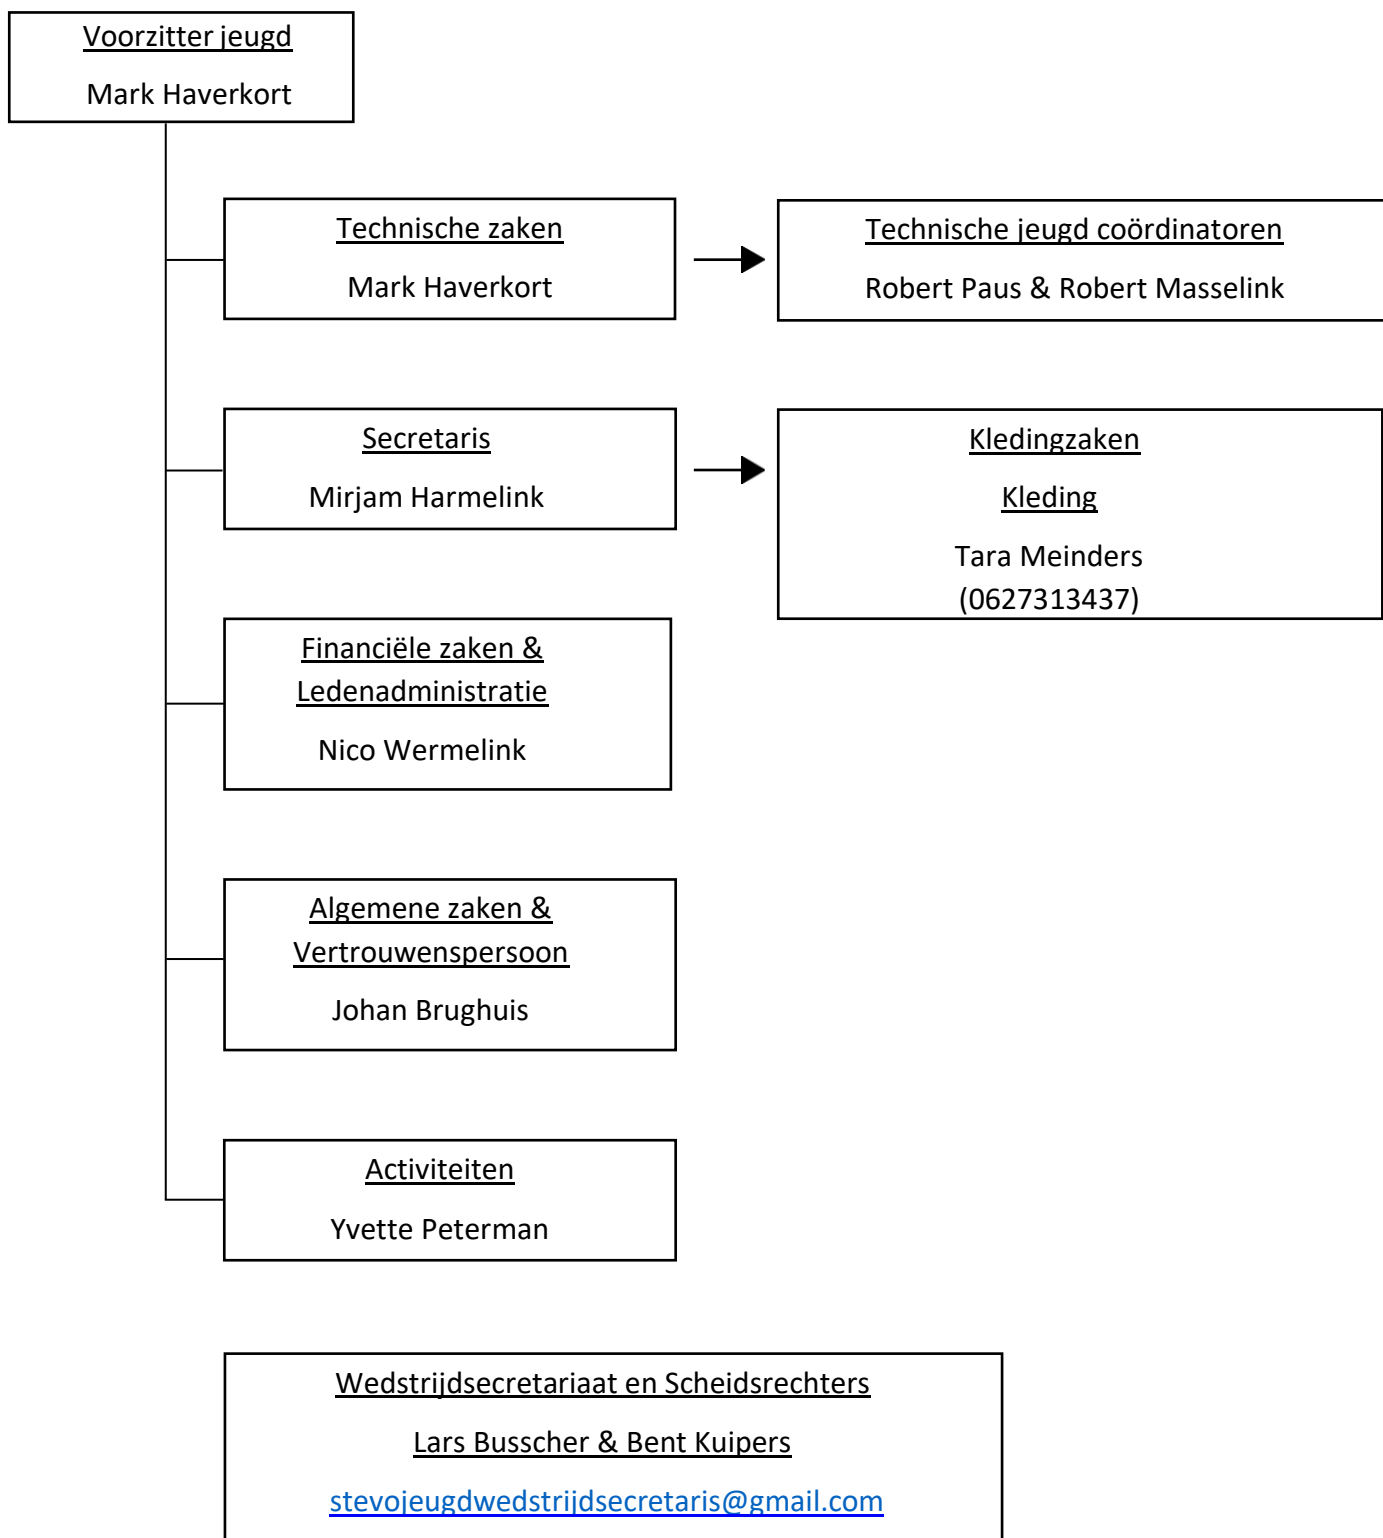 Voorzitter jeugd
Mark Haverkort
Technische zaken
Mark Haverkort
Technische jeugd coördinatoren
Robert Paus & Robert Masselink
Secretaris
Mirjam Harmelink
Kledingzaken
Kleding
Tara Meinders
(0627313437)
Financiële zaken &
Ledenadministratie
Nico Wermelink
Algemene zaken &
Vertrouwenspersoon
Johan Brughuis
Activiteiten
Yvette Peterman
Wedstrijdsecretariaat en Scheidsrechters
Lars Busscher & Bent Kuipers
stevojeugdwedstrijdsecretaris@gmail.com